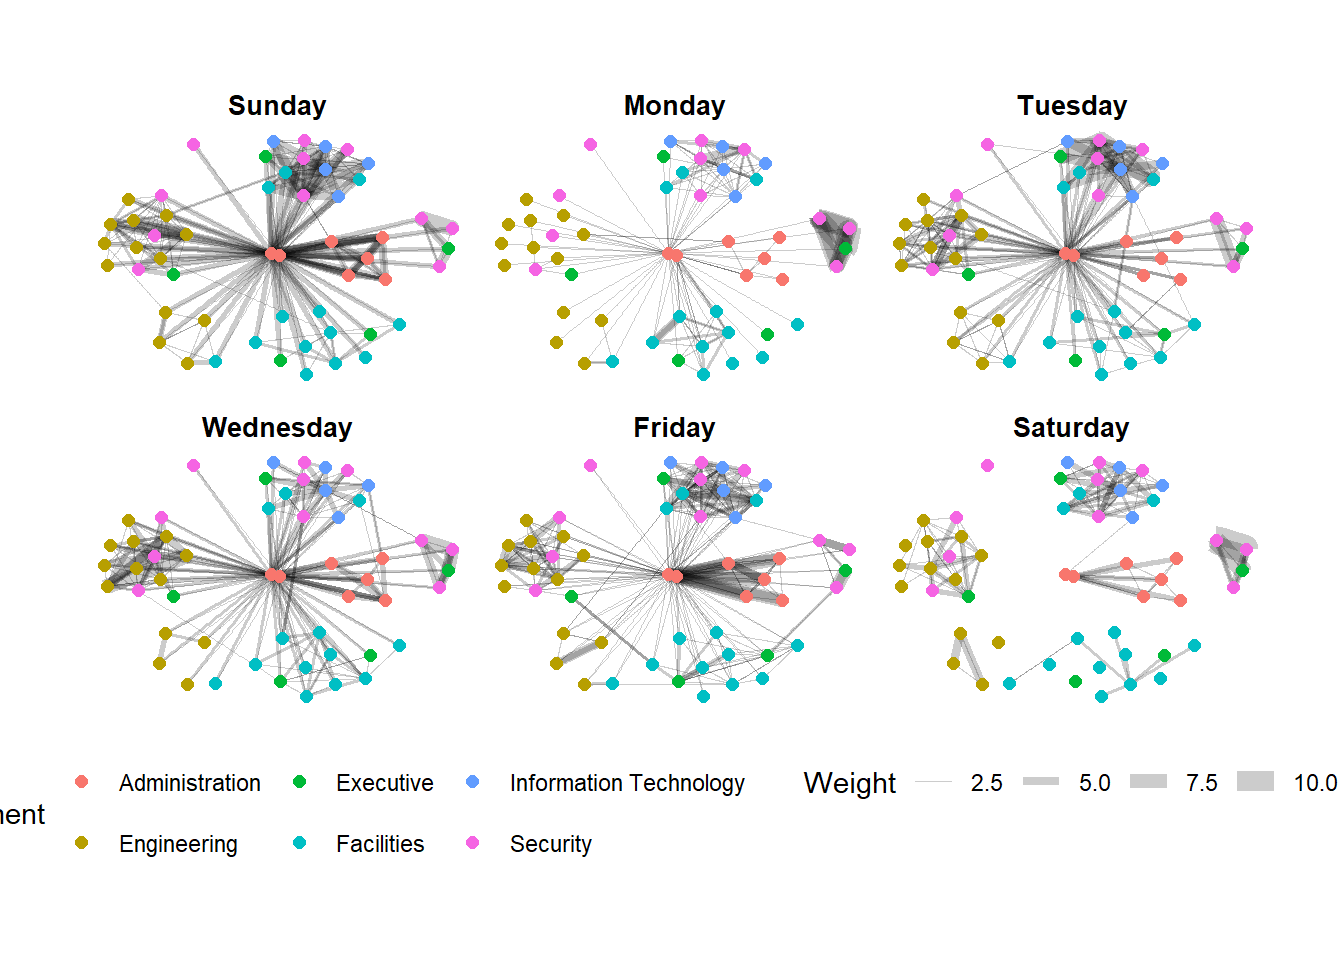 Sunday
Monday
Tuesday
Wednesday
Friday
Saturday
Administration
Executive
Information Technology
Weight
2.5
5.0
7.5
10.0
Engineering
Facilities
Security